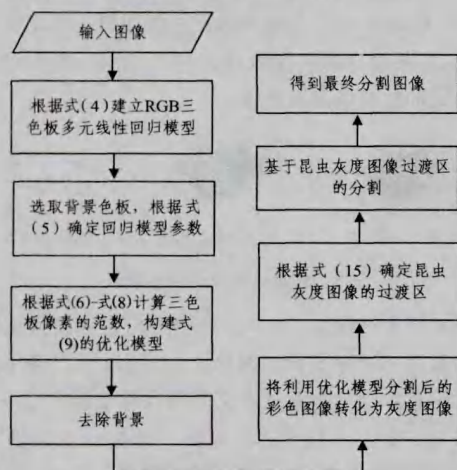 输入图像
根据式(4)建立RGB三
色板多元线性回归模型
选取背景色板，根据式
（5）确定回归模型参数
根据式(6)-式(8)计算三色
板像素的范数，构建式
(9)的优化模型
去除背景
将利用优化模型分割后的
彩色图像转化为灰度图像
根据式（15）确定昆虫
灰度图像的过渡区
基于昆虫灰度图像过渡区
的分割
得到最终分割图像